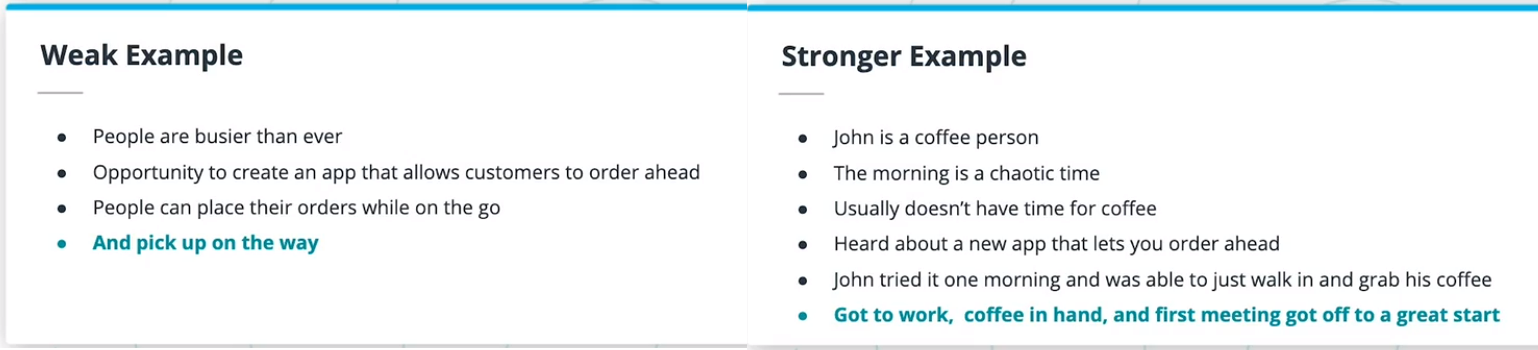 Weak Example
• People are busier than ever
• Opportunity to create an app that allows customers to order ahead
• People can place their orders while on the go
• And pick up on the way
Stronger Example
• John is a coffee person
• The morning is a chaotic time
• Usually doesn’t have time for coffee
• Heard about a new app that lets you order ahead
• John tried it one morning and was able to just walk in and grab his coffee
• Got to work,  coffee in hand, and first meeting got off to a great start